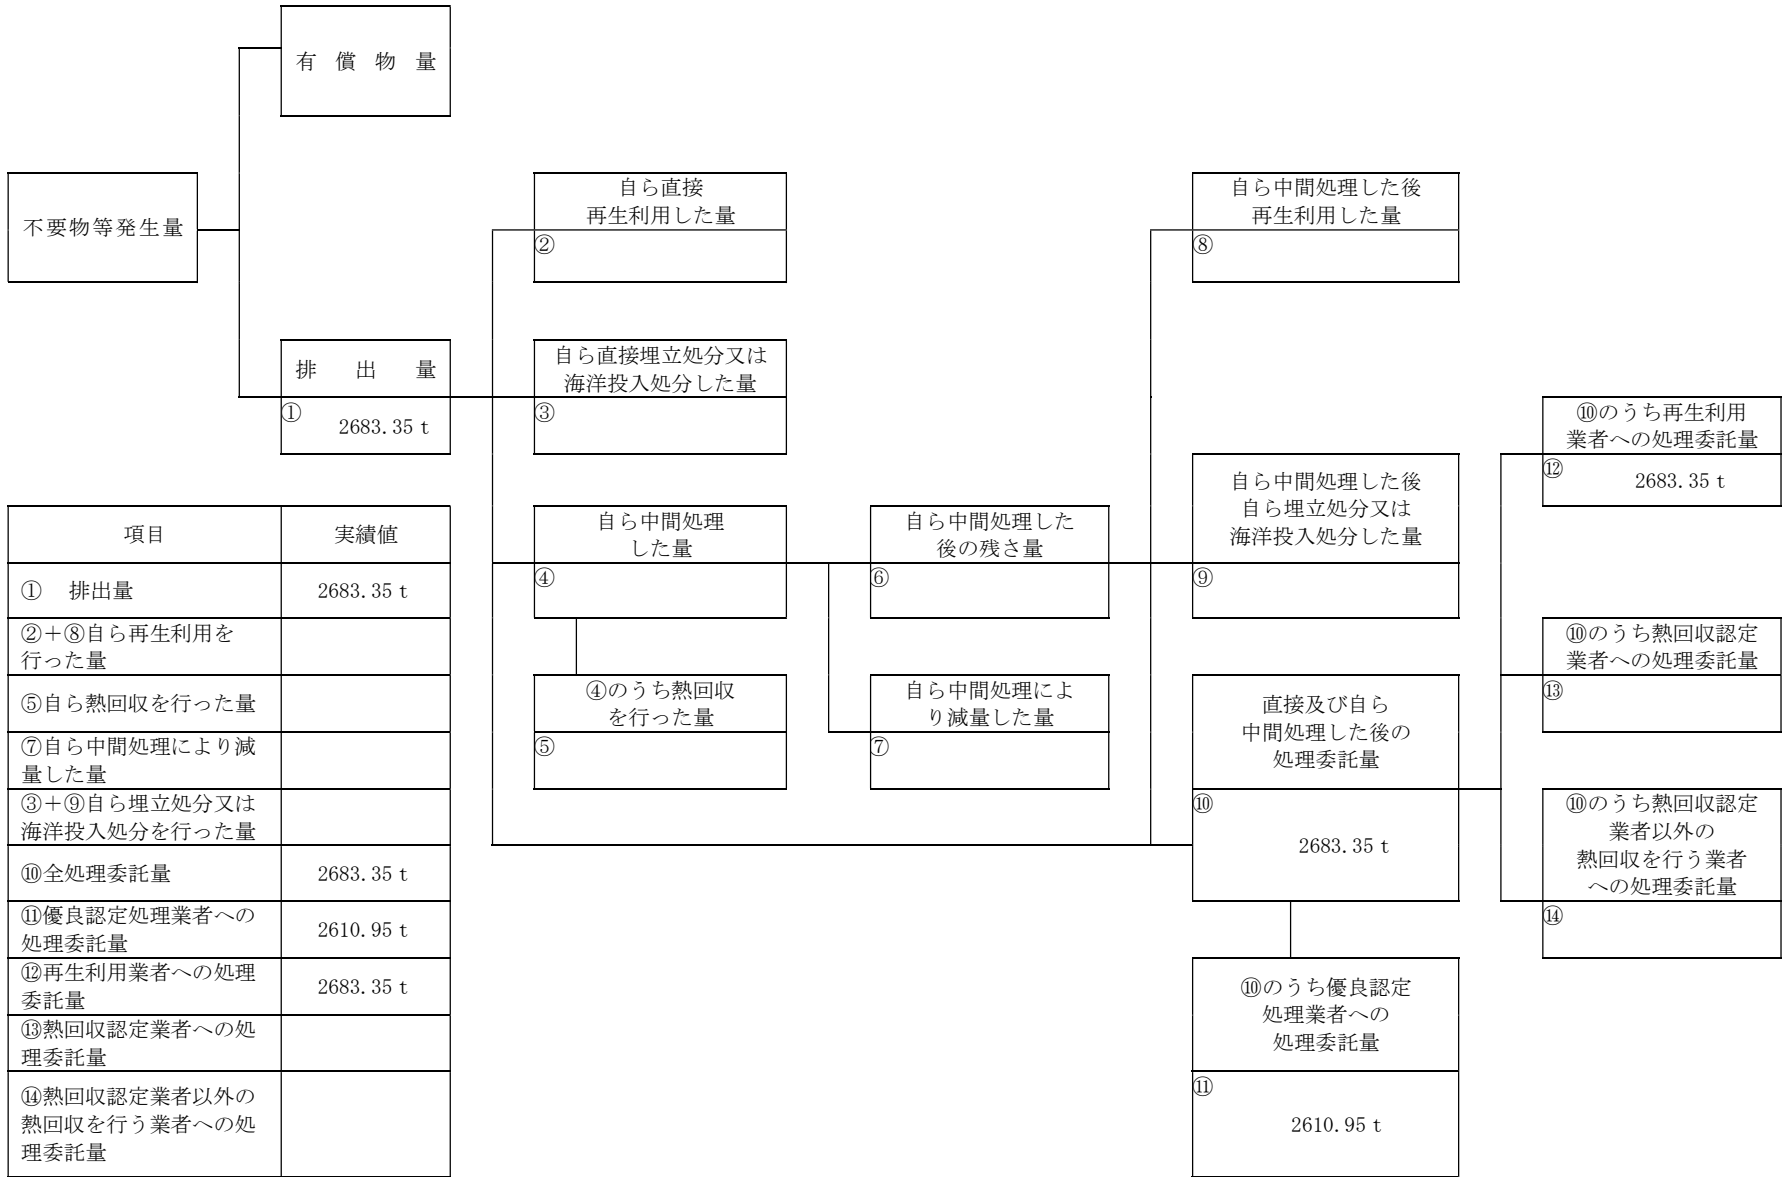 有償物量
不要物等発生量
自ら直接
再生利用した量
②
自ら中間処理した後
再生利用した量
⑧
排出量
①
2683.35 t
自ら直接埋立処分又は
海洋投入処分した量
③
⑩のうち再生利用
業者への処理委託量
⑫
2683.35 t
自ら中間処理した後
自ら埋立処分又は
海洋投入処分した量
⑨
自ら中間処理
した量
④
自ら中間処理した
後の残さ量
⑥
⑩のうち熱回収認定
業者への処理委託量
⑬
④のうち熱回収
を行った量
⑤
自ら中間処理によ
り減量した量
⑦
直接及び自ら
中間処理した後の
処理委託量
⑩
2683.35 t
⑩のうち熱回収認定
業者以外の
熱回収を行う業者
への処理委託量
⑭
⑩のうち優良認定
処理業者への
処理委託量
⑪
2610.95 t
項目 実績値
① 排出量 2683.35 t
②+⑧自ら再生利用を
行った量
⑤自ら熱回収を行った量
⑦自ら中間処理により減
量した量
③+⑨自ら埋立処分又は
海洋投入処分を行った量
⑩全処理委託量 2683.35 t
⑪優良認定処理業者への
処理委託量
2610.95 t
⑫再生利用業者への処理
委託量
2683.35 t
⑬熱回収認定業者への処
理委託量
⑭熱回収認定業者以外の
熱回収を行う業者への処
理委託量